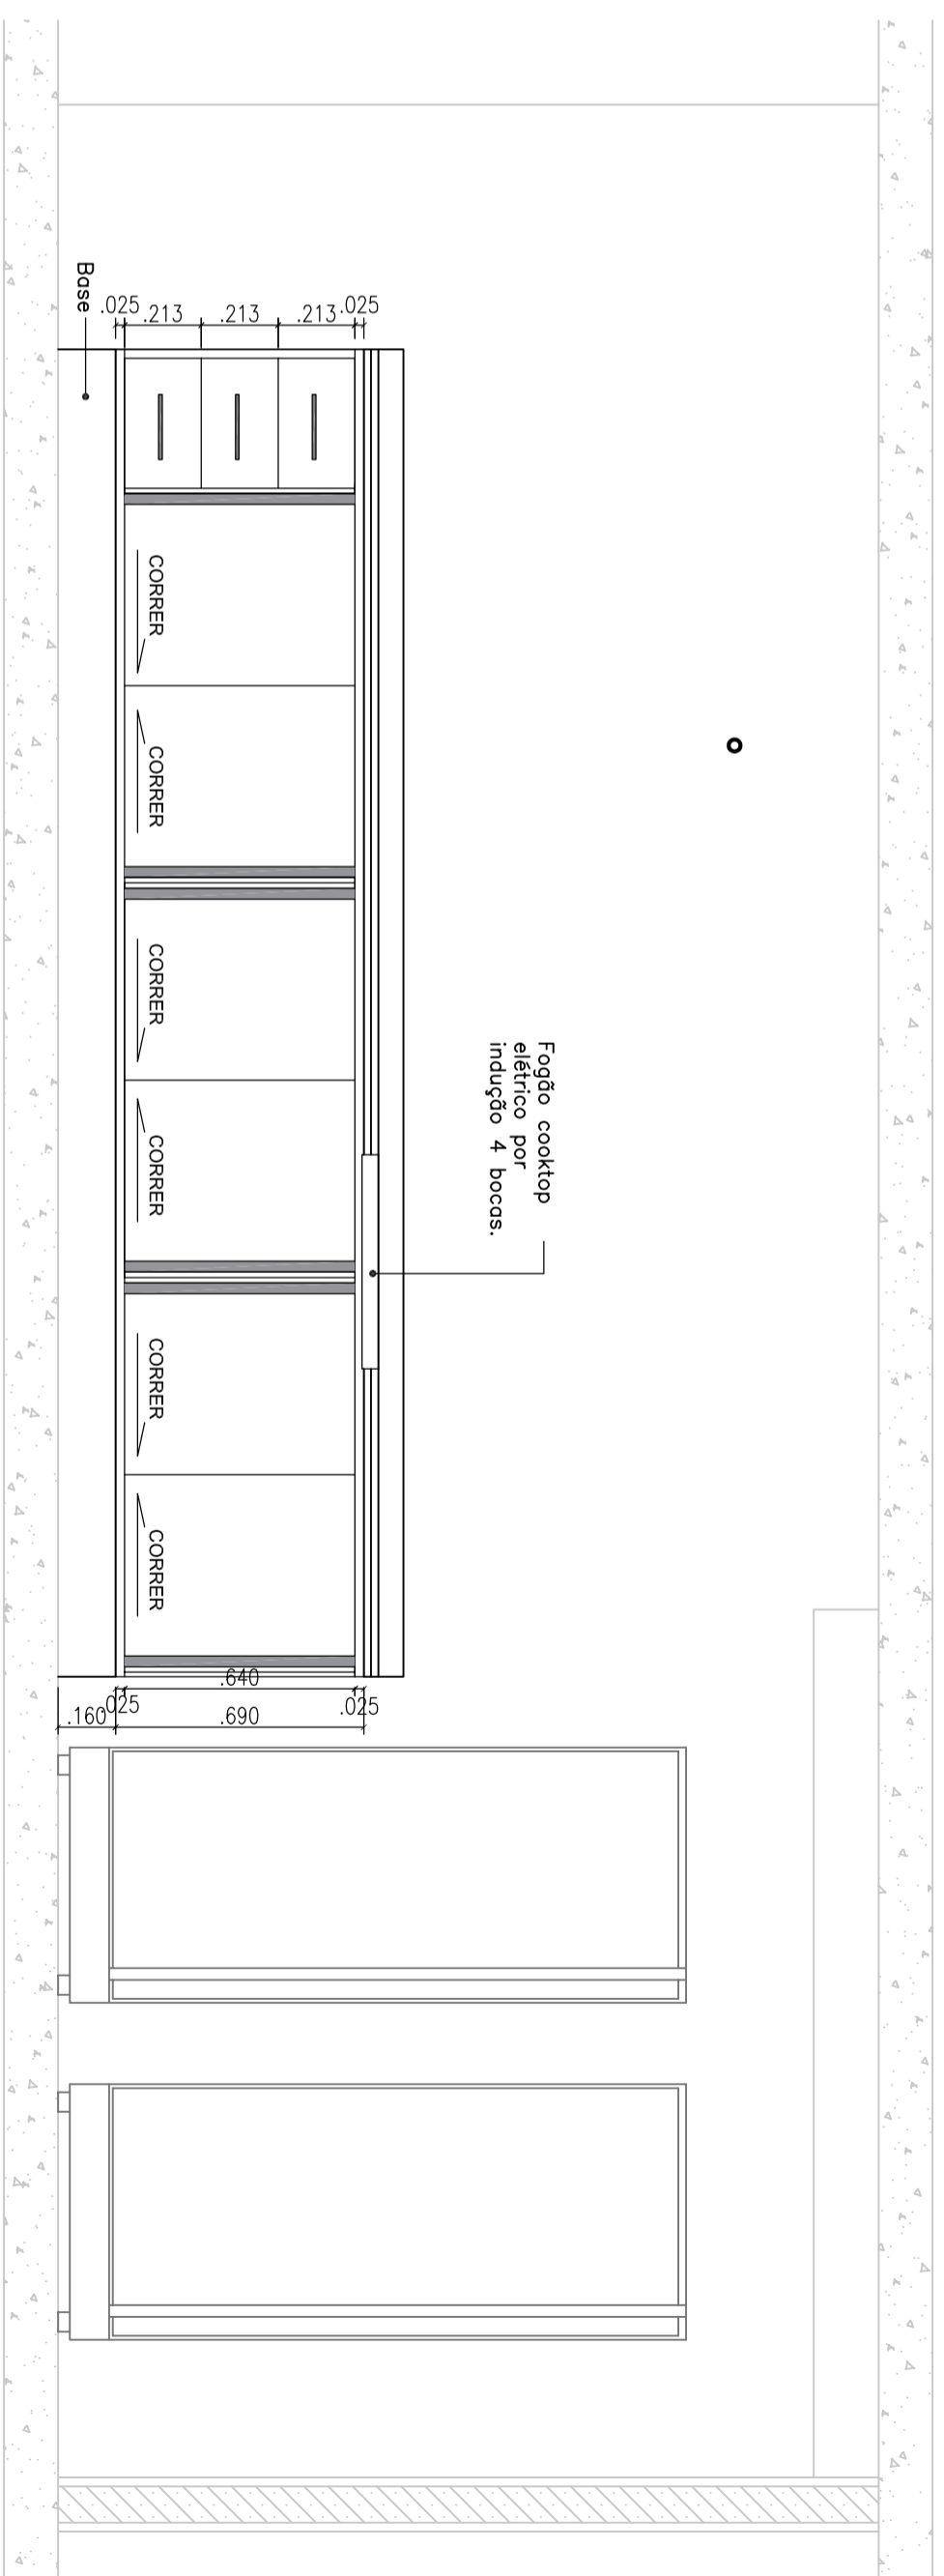 Base
.025
.213
.213
.213
.025
CORRER
CORRER
CORRER
CORRER
CORRER
CORRER
Fogão cooktop
elétrico por
indução 4 bocas.
.640
.025
.025
.160
.690